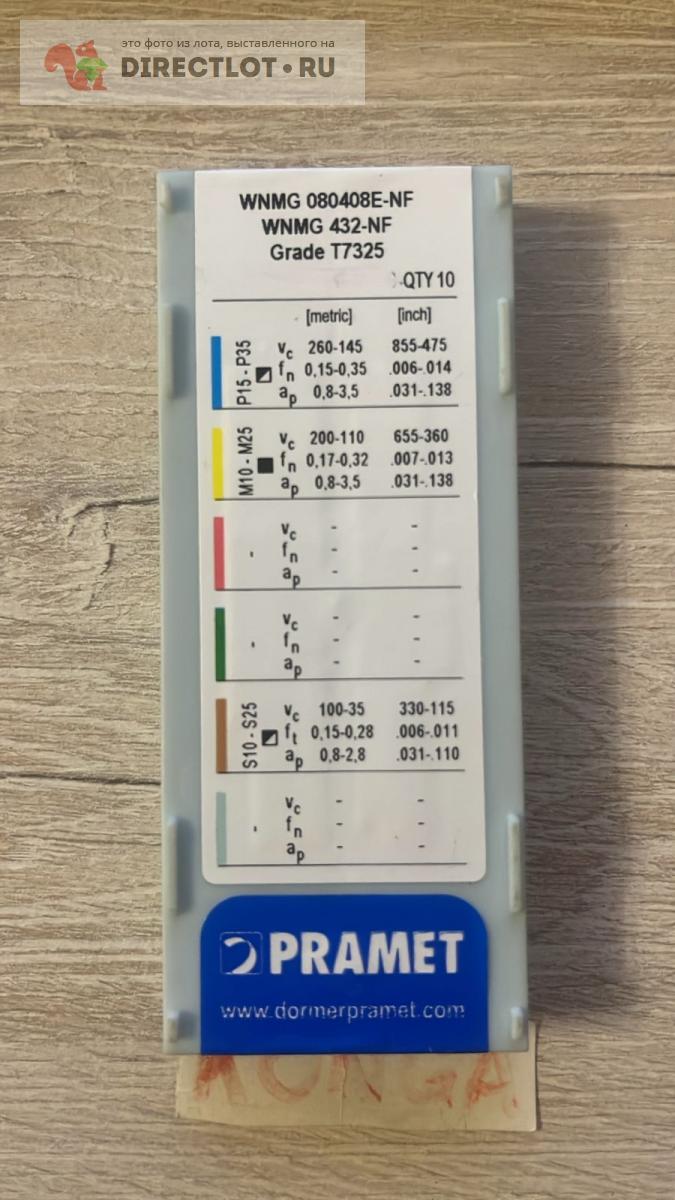 это фото из лота, выставленного на
DIRECTLOT.RU
WNMG 080408E-NF
WNMG 432-NF
Grade T7325
QTY 10
[metric] [inch]
P15 - P35
vc 260-145 855-475
fn 0,15-0,35 .006-.014
ap 0,8-3,5 .031-.138
M10 - M25
vc 200-110 655-360
fn 0,17-0,32 .007-.013
ap 0,8-3,5 .031-.138
vc - -
- fn - -
ap - -
vc - -
- fn - -
ap - -
S10 - S25
vc 100-35 330-115
ft 0,15-0,28 .006-.011
ap 0,8-2,8 .031-.110
vc - -
- fn - -
ap - -
PRAMET
www.dormerpramet.com